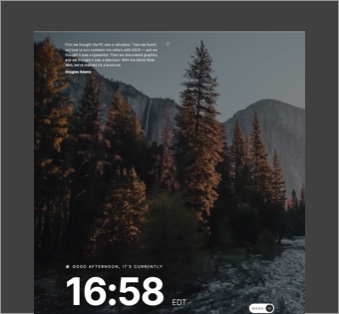 First we thought the PC was a calculator. Then we found
out how to turn numbers into letters with ASCII — and we
thought it was a typewriter. Then we discovered graphics,
and we thought it was a television. With the World Wide
Web, we've realized it's a brochure.
Douglas Adams
GOOD AFTERNOON, IT'S CURRENTLY
16:58 EDT
MORE